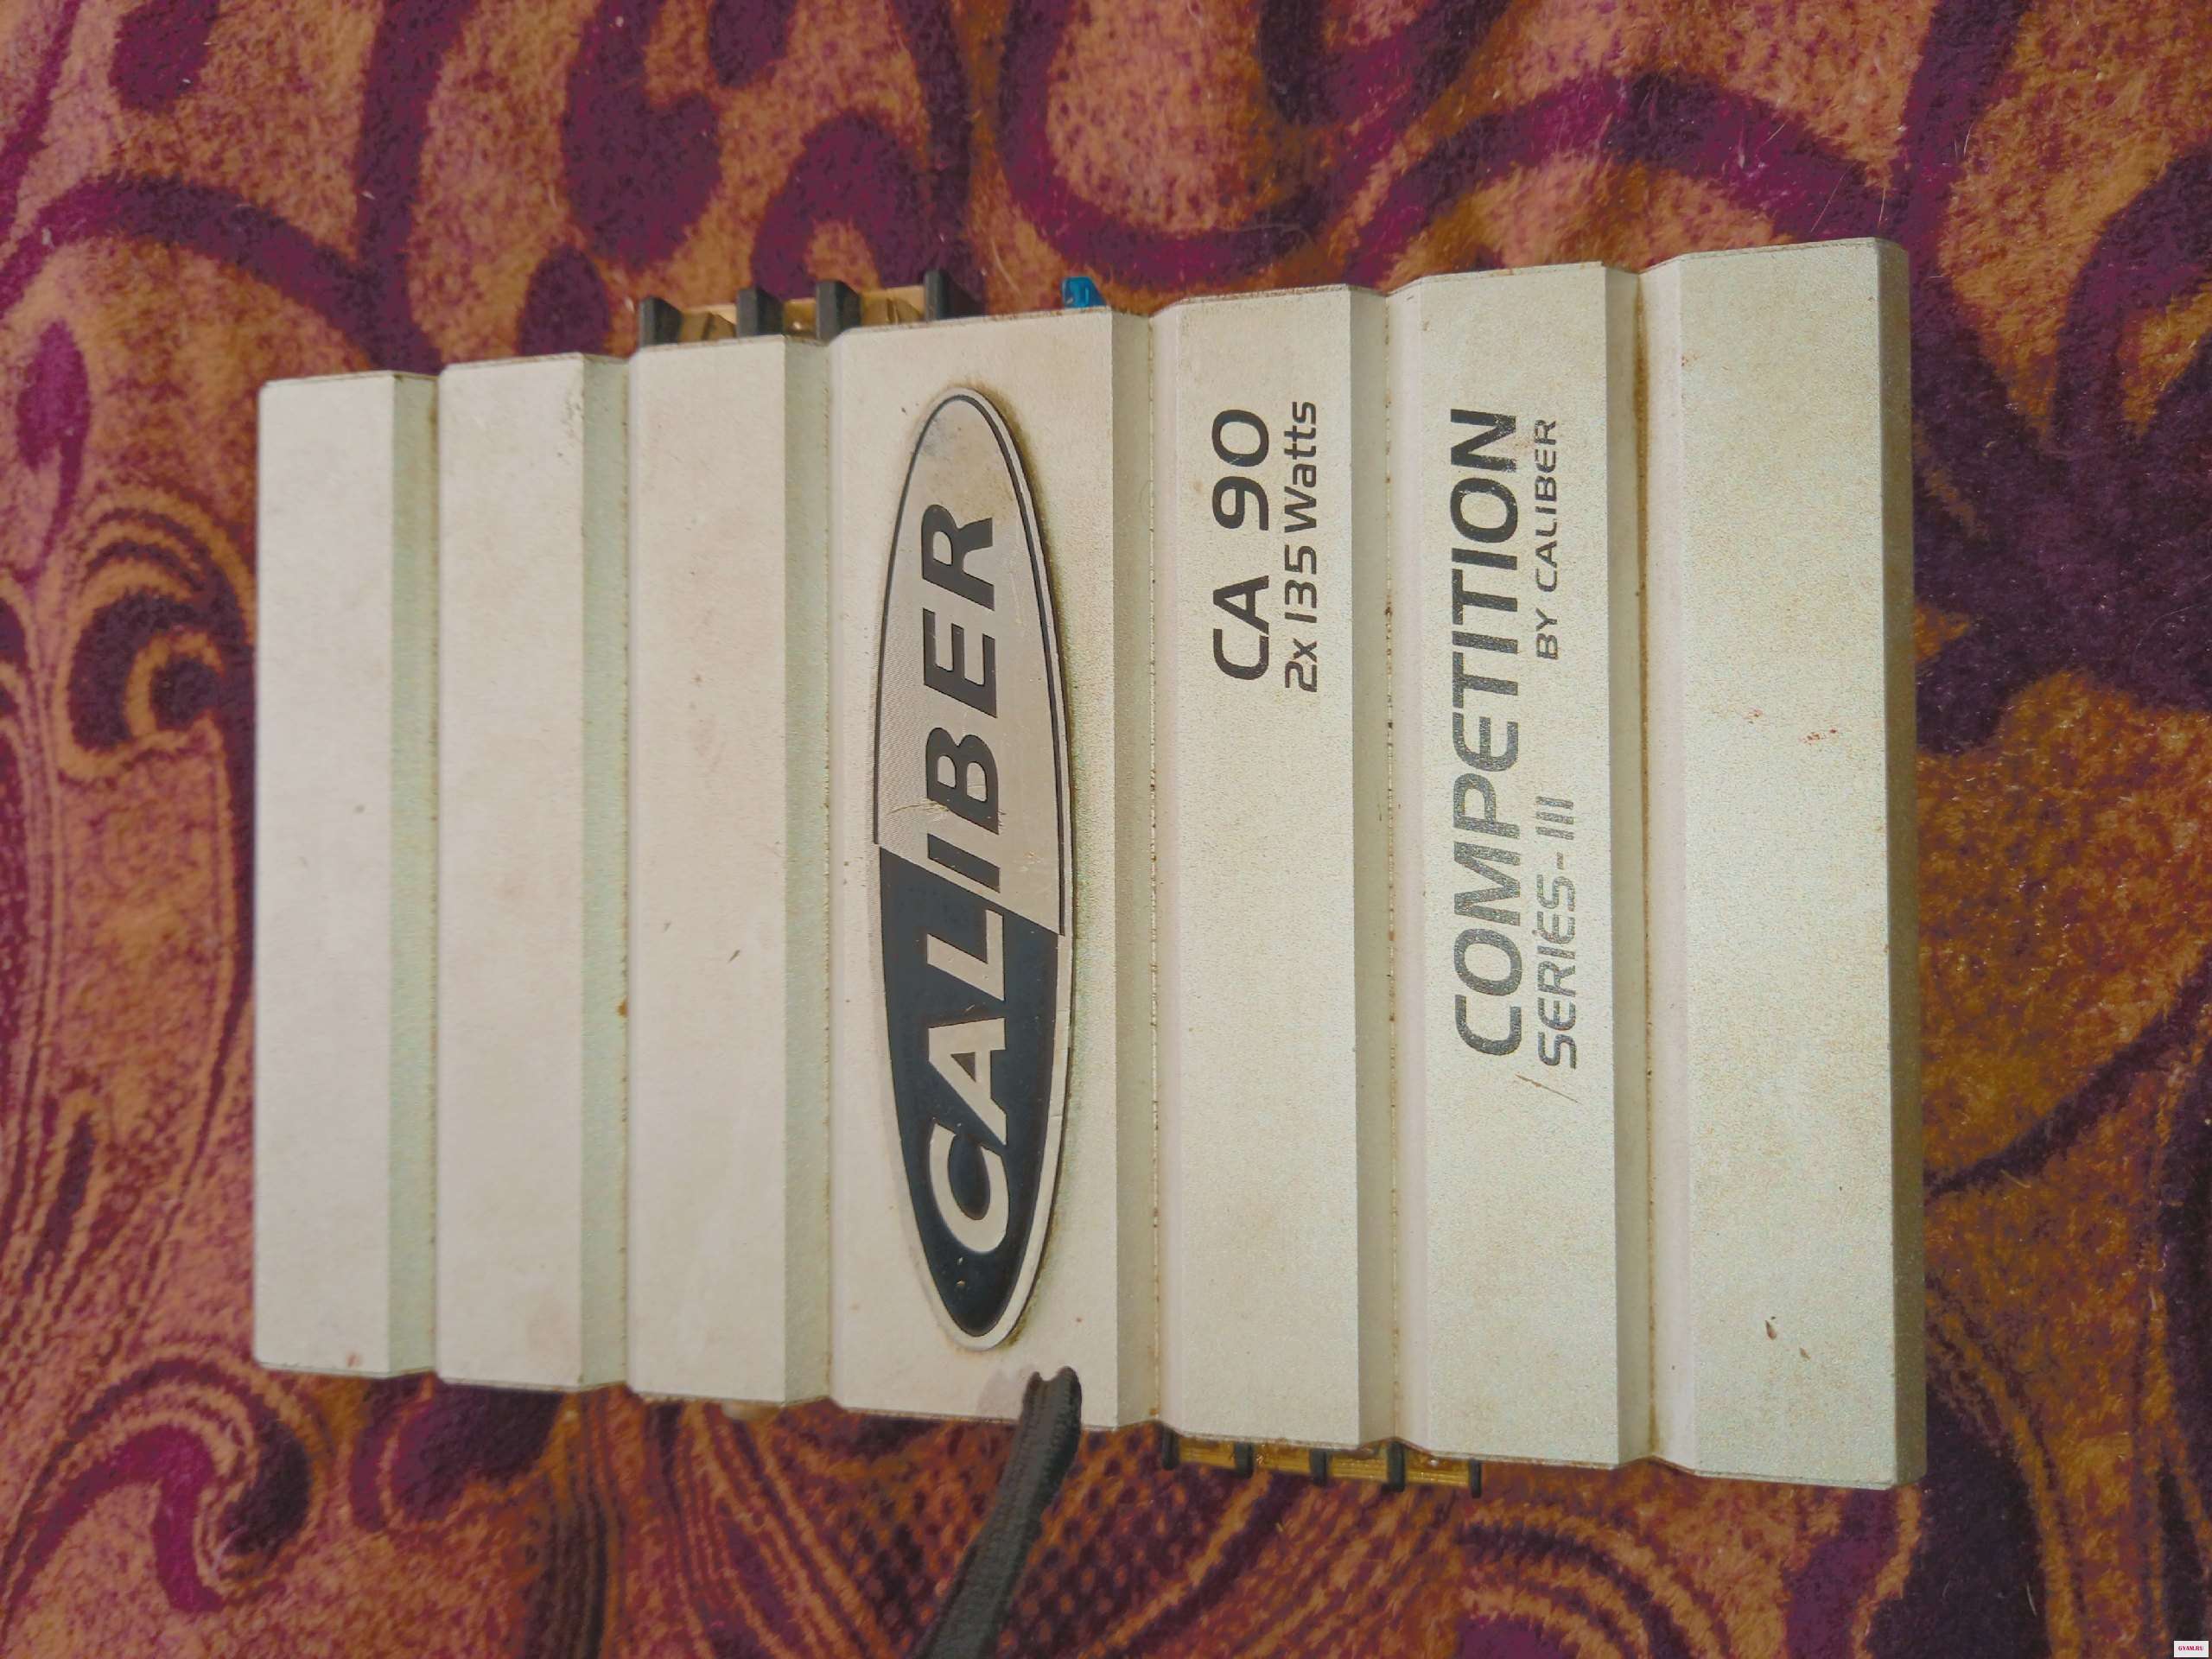 CALIBER
CA 90
2x 135 Watts
COMPETITION
SERIES-III BY CALIBER